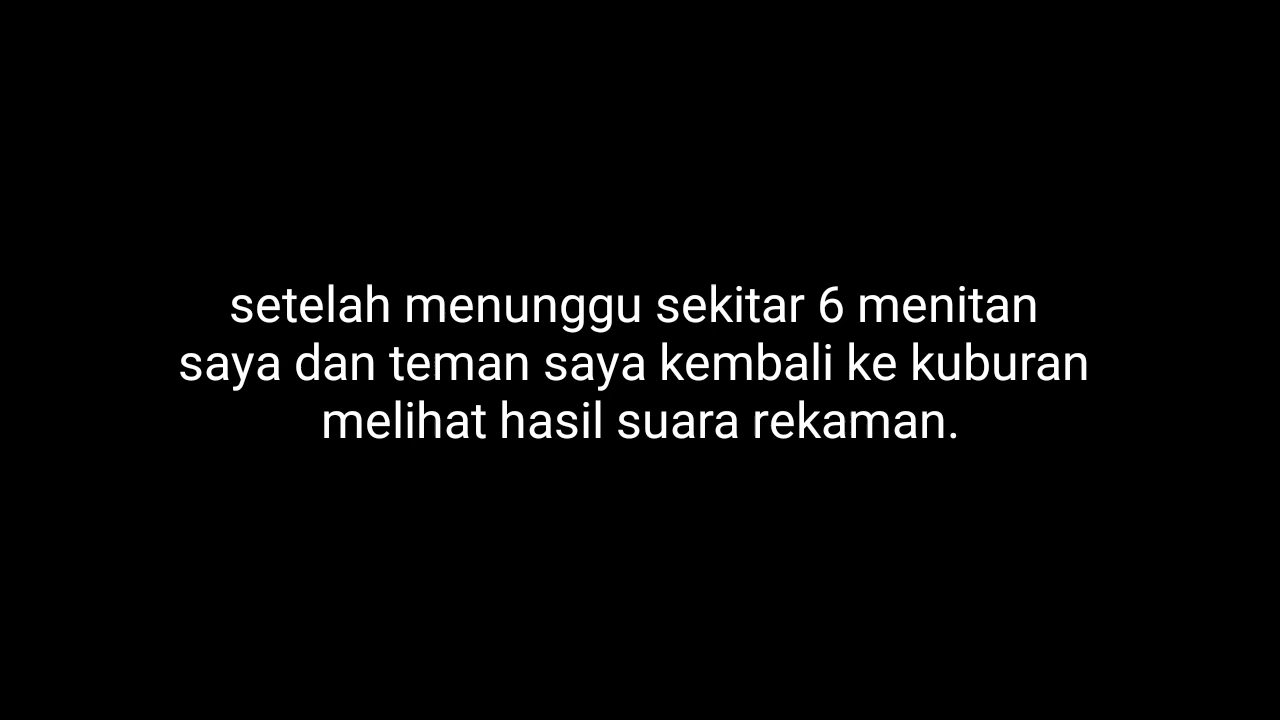 setelah menunggu sekitar 6 menitan
saya dan teman saya kembali ke kuburan
melihat hasil suara rekaman.